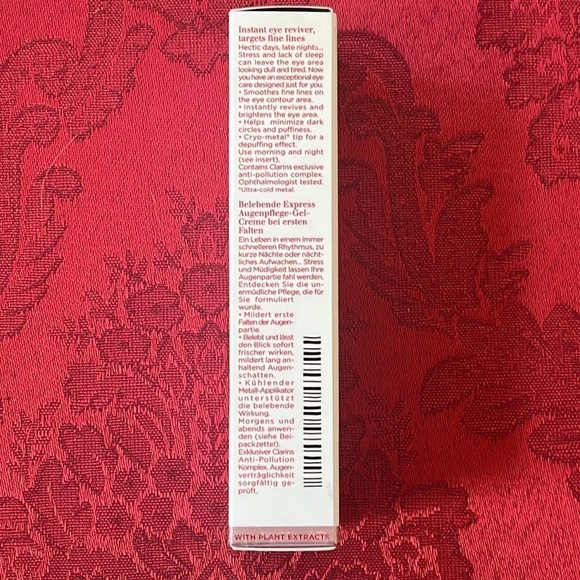 Instant eye reviver,
targets fine lines
Hectic days, late nights...
Stress and lack of sleep
can leave the eye area
looking dull and tired. Now
you have an exceptional eye
care designed just for you.
• Smoothes fine lines on
the eye contour area.
• Instantly revives and
brightens the eye area.
• Helps minimize dark
circles and puffiness.
• Cryo-metal* tip for a
depuffing effect.
Use morning and night
(see insert).
Contains Clarins exclusive
anti-pollution complex.
Ophthalmologist tested.
*Ultra-cold metal.
Belebende Express
Augenpflege-Gel-
Creme bei ersten
Falten
Ein Leben in einem immer
schnelleren Rhythmus, zu
kurze Nächte oder nächt-
liches Aufwachen... Stress
und Müdigkeit lassen Ihre
Augenpartie fahl werden.
Entdecken Sie die un-
ermüdliche Pflege, die für
Sie formuliert
wurde.
• Mildert erste
Falten der Augen-
partie.
• Belebt und lässt
den Blick sofort
frischer wirken,
mildert lang an-
haltend Augen-
schatten.
• Kühlender
Metall-Applikator
unterstützt
die belebende
Wirkung.
Morgens und
abends anwen-
den (siehe Bei-
packzettel).
Exklusiver Clarins
Anti-Pollution
Komplex, Augen-
verträglichkeit
sorgfältig ge-
prüft.
WITH PLANT EXTRACTS